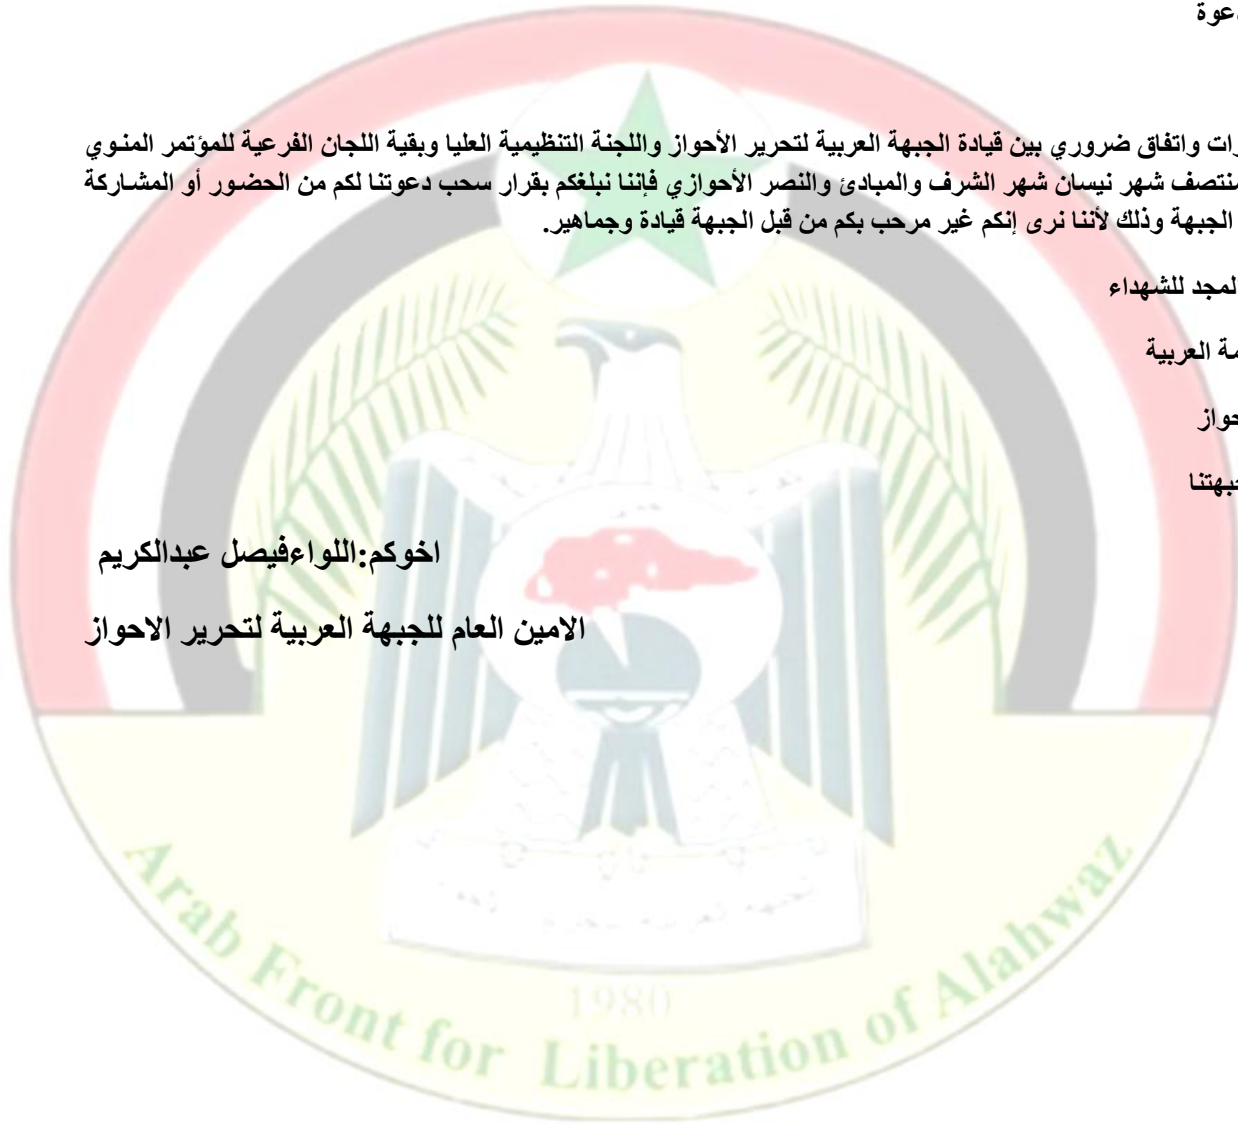 دعوة
رات واتفاق ضروري بين قيادة الجبهة العربية لتحرير الأحواز واللجنة التنظيمية العليا وبقية اللجان الفرعية للمؤتمر المنوي
منتصف شهر نيسان شهر الشرف والمبادئ والنصر الأحوازي فإننا نبلغكم بقرار سحب دعوتنا لكم من الحضور أو المشاركة
الجبهة وذلك لأننا نرى إنكم غير مرحب بكم من قبل الجبهة قيادة وجماهير.
لمجد للشهداء
مة العربية
حواز
جبهتنا
اخوكم:اللواءفيصل عبدالكريم
الامين العام للجبهة العربية لتحرير الاحواز
1980
Arab Front for Liberation of Alahwaz